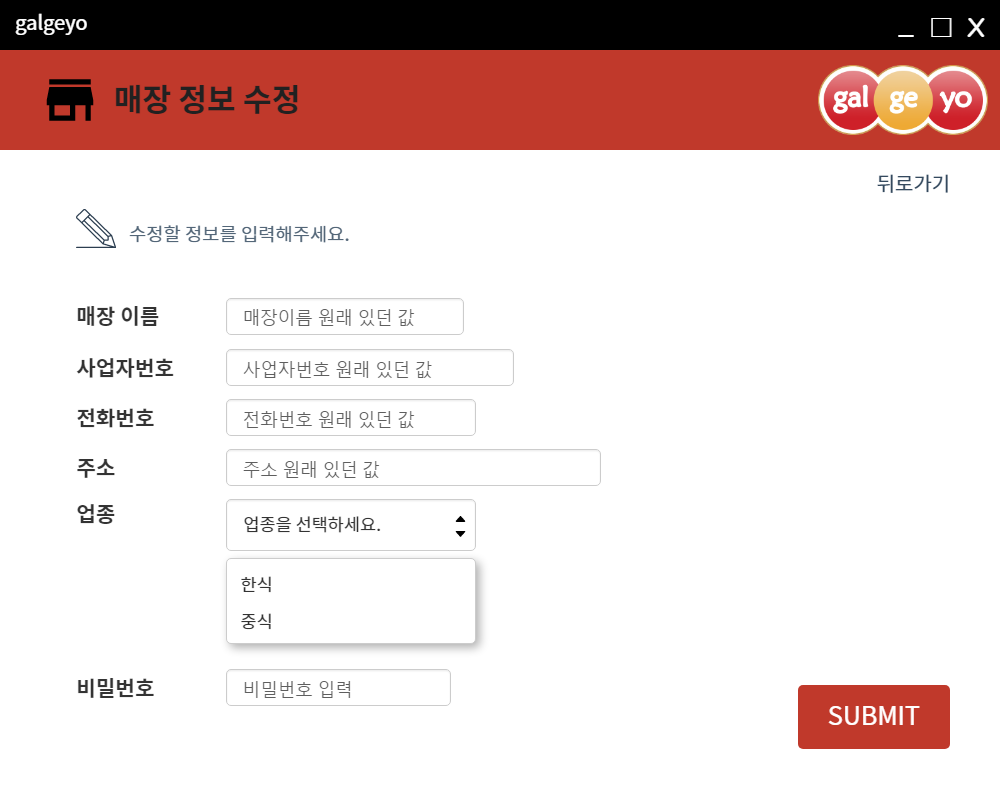 galgeyo
매장 정보 수정
gal ge yo
뒤로가기
수정할 정보를 입력해주세요.
매장 이름 매장이름 원래 있던 값
사업자번호 사업자번호 원래 있던 값
전화번호 전화번호 원래 있던 값
주소 주소 원래 있던 값
업종 업종을 선택하세요.
한식
중식
비밀번호 비밀번호 입력
SUBMIT